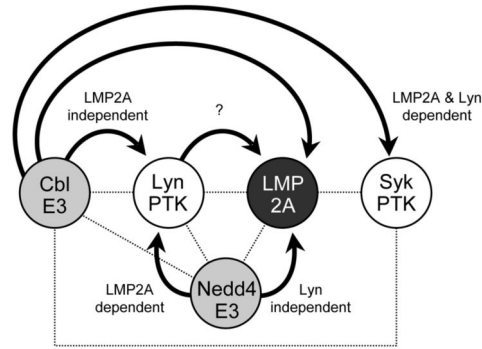 LMP2A
independent
?
LMP2A & Lyn
dependent
Cbl
E3
Lyn
PTK
LMP
2A
Syk
PTK
LMP2A
dependent
Nedd4
E3
Lyn
independent